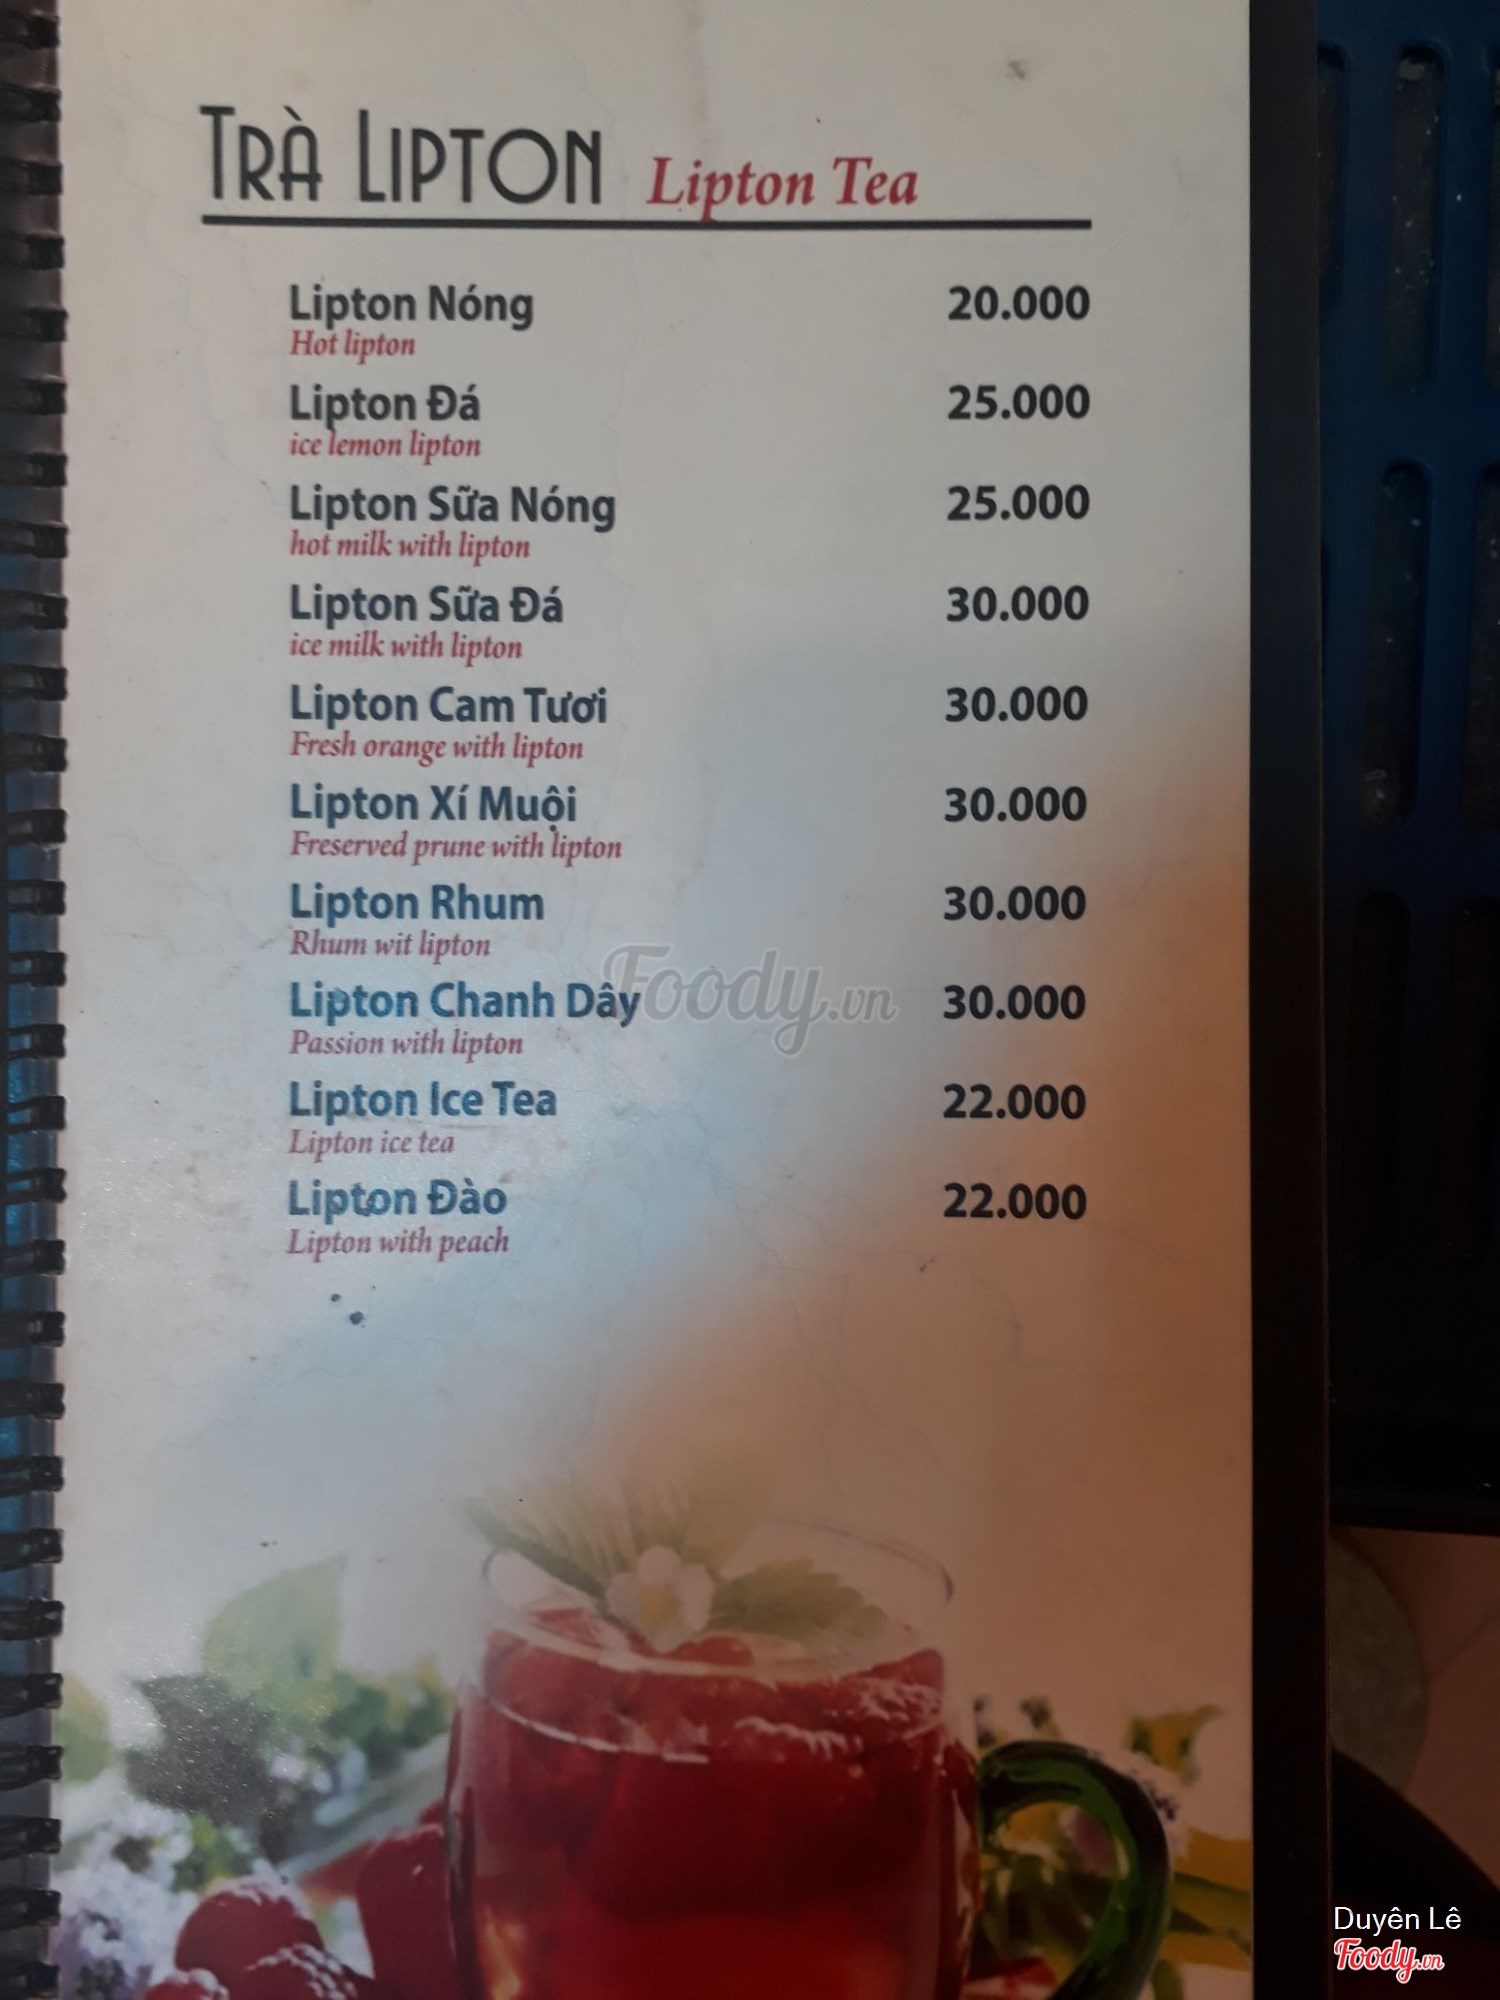 TRÀ LIPTON Lipton Tea
Lipton Nóng 20.000
Hot lipton
Lipton Đá 25.000
ice lemon lipton
Lipton Sữa Nóng 25.000
hot milk with lipton
Lipton Sữa Đá 30.000
ice milk with lipton
Lipton Cam Tươi 30.000
Fresh orange with lipton
Lipton Xí Muội 30.000
Freserved prune with lipton
Lipton Rhum 30.000
Rhum wit lipton
Lipton Chanh Dây 30.000
Passion with lipton
Lipton Ice Tea 22.000
Lipton ice tea
Lipton Đào 22.000
Lipton with peach
Foody.vn
Duyên Lê
Foody.vn